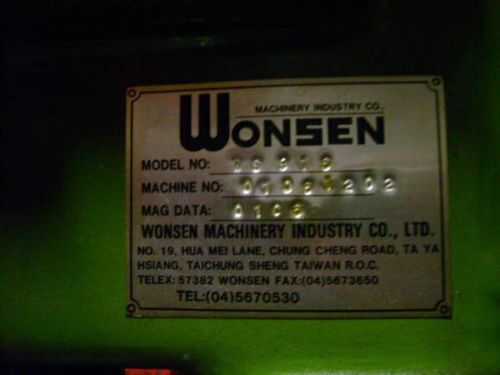 MACHINERY INDUSTRY CO.,
WONSEN
MODEL NO:
MACHINE NO:
MAG DATA: 0106
WONSEN MACHINERY INDUSTRY CO., LTD.
NO. 19, HUA MEI LANE, CHUNG CHENG ROAD, TA YA
HSIANG, TAICHUNG SHENG TAIWAN R.O.C.
TELEX: 57382 WONSEN FAX:(04)5673650
TEL:(04)5670530